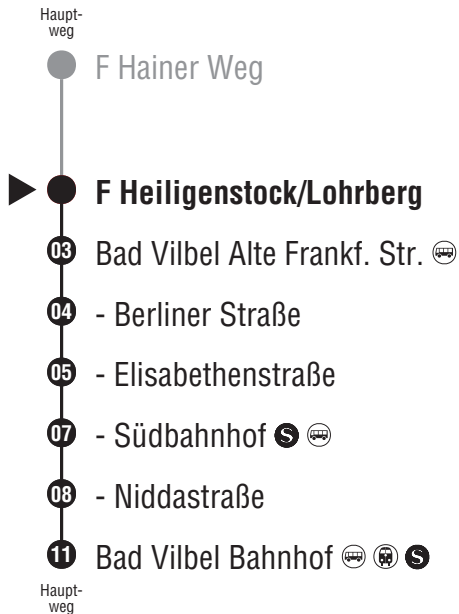 Haupt-
weg
F Hainer Weg
F Heiligenstock/Lohrberg
03 Bad Vilbel Alte Frankf. Str.
04 - Berliner Straße
05 - Elisabethenstraße
07 - Südbahnhof S
08 - Niddastraße
11 Bad Vilbel Bahnhof S
Haupt-
weg